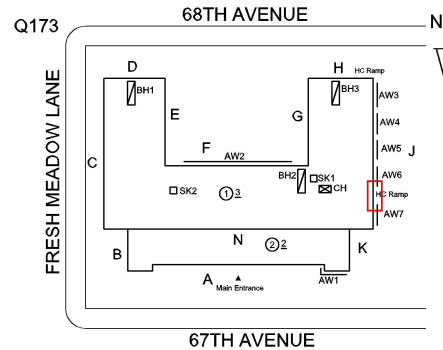 68TH AVENUE
Q173
N
D
H
HC Ramp
BH1
BH3
AW3
E
G
AW4
F
AW5
J
C
AW2
FRESH MEADOW LANE
BH2
SK1
AW6
SK2
1 3
CH
HC Ramp
AW7
B
N
2 2
K
A
Main Entrance
AW1
67TH AVENUE